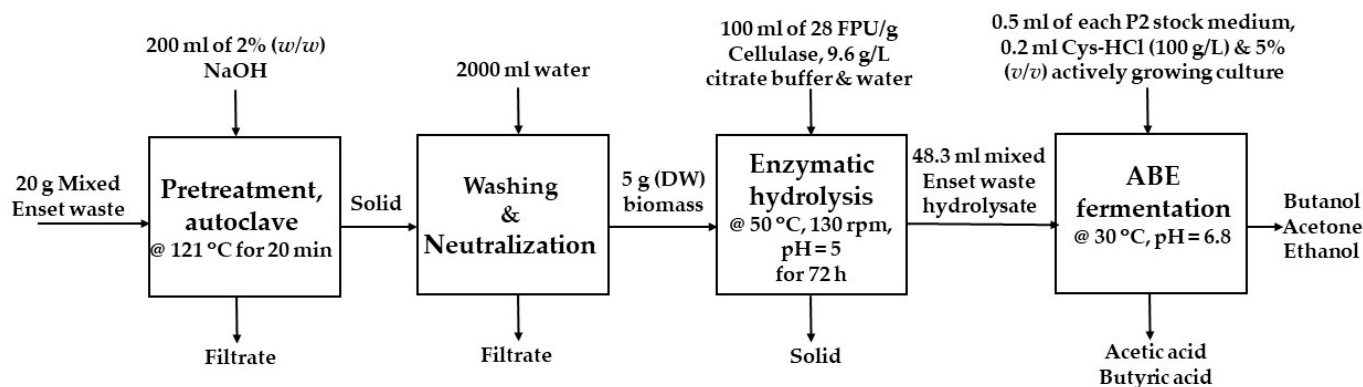 200 ml of 2% (w/w)
NaOH
2000 ml water
100 ml of 28 FPU/g
Cellulase, 9.6 g/L
citrate buffer & water
0.5 ml of each P2 stock medium,
0.2 ml Cys-HCl (100 g/L) & 5%
(v/v) actively growing culture
20 g Mixed
Enset waste
Pretreatment,
autoclave
@ 121 °C for 20 min
Solid
Washing
&
Neutralization
5 g (DW)
biomass
Enzymatic
hydrolysis
@ 50 °C, 130 rpm,
pH = 5
for 72 h
48.3 ml mixed
Enset waste
hydrolysate
ABE
fermentation
@ 30 °C, pH = 6.8
Butanol
Acetone
Ethanol
Filtrate
Filtrate
Solid
Acetic acid
Butyric acid